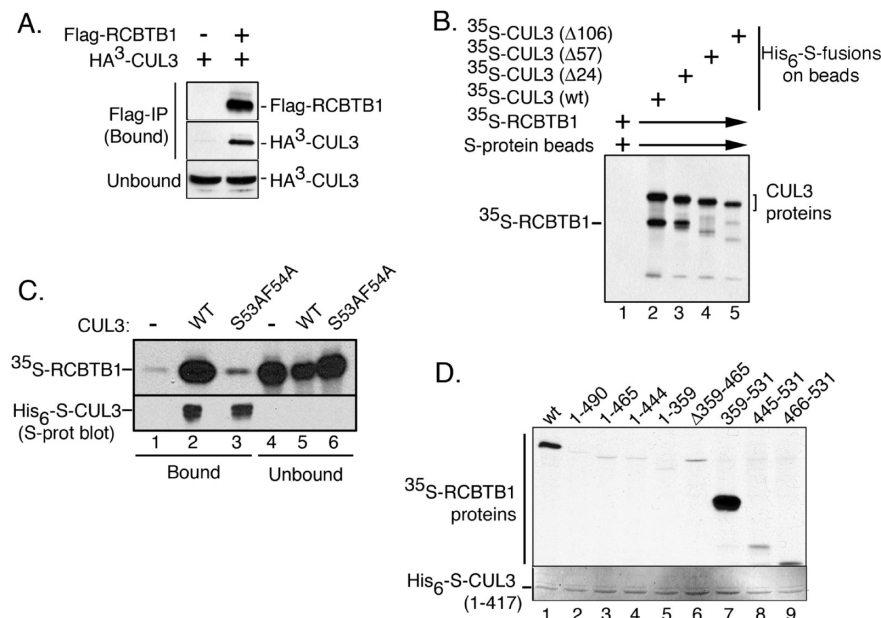 A.
Flag-RCBTB1 - +
HA3-CUL3 + +
Flag-IP
(Bound)
-Flag-RCBTB1
-HA3-CUL3
Unbound
-HA3-CUL3
B.
35S-CUL3 (Δ106) +
35S-CUL3 (Δ57) +
35S-CUL3 (Δ24) +
35S-CUL3 (wt) +
35S-RCBTB1 +
S-protein beads +
His6-S-fusions
on beads
35S-RCBTB1-
CUL3
proteins
1 2 3 4 5
C.
CUL3: - WT S53AF54A - WT S53AF54A
35S-RCBTB1-
His6-S-CUL3
(S-prot blot)
1 2 3 4 5 6
Bound Unbound
D.
wt 1-490 1-465 1-444 1-359 Δ359-465 359-531 445-531 466-531
35S-RCBTB1
proteins
His6-S-CUL3-
(1-417)
1 2 3 4 5 6 7 8 9